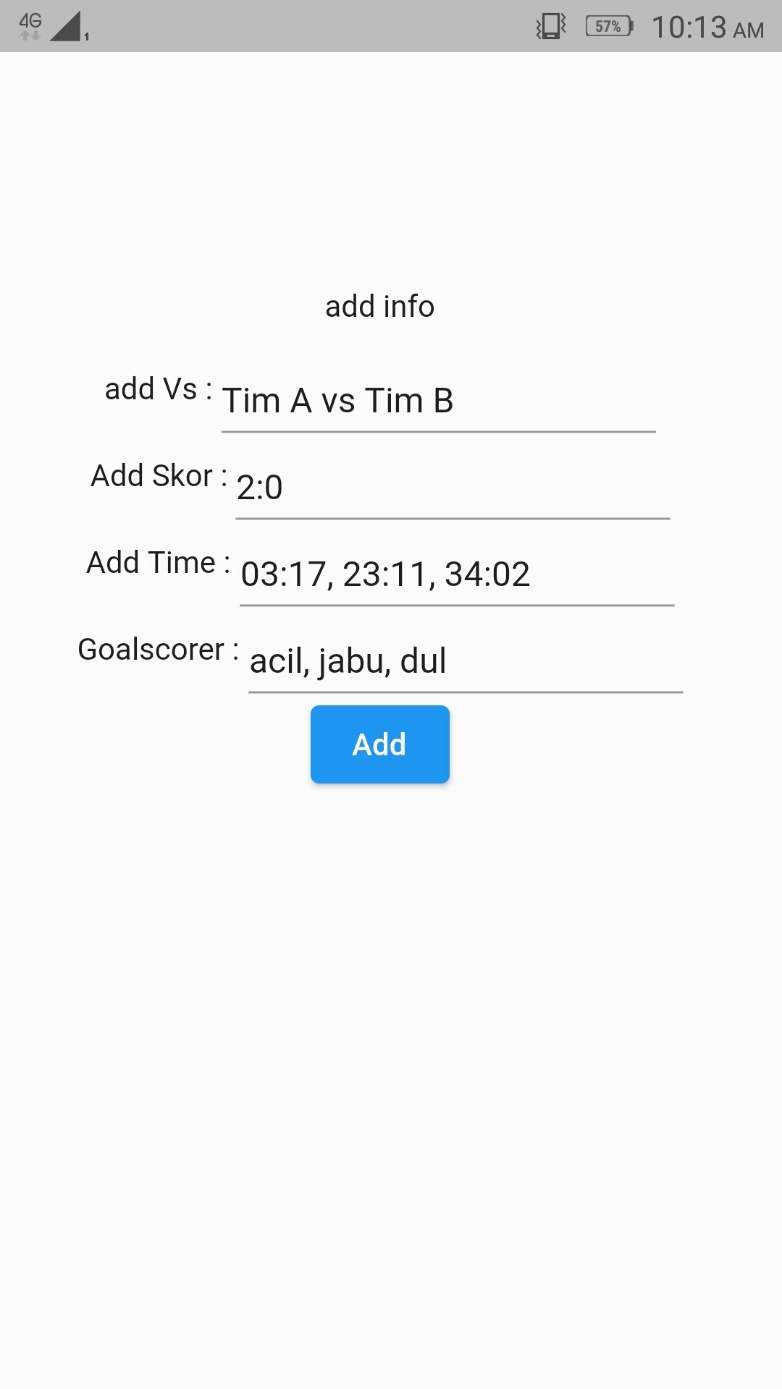 4G 1 57% 10:13 AM
add info
add Vs : Tim A vs Tim B
Add Skor : 2:0
Add Time : 03:17, 23:11, 34:02
Goalscorer : acil, jabu, dul
Add